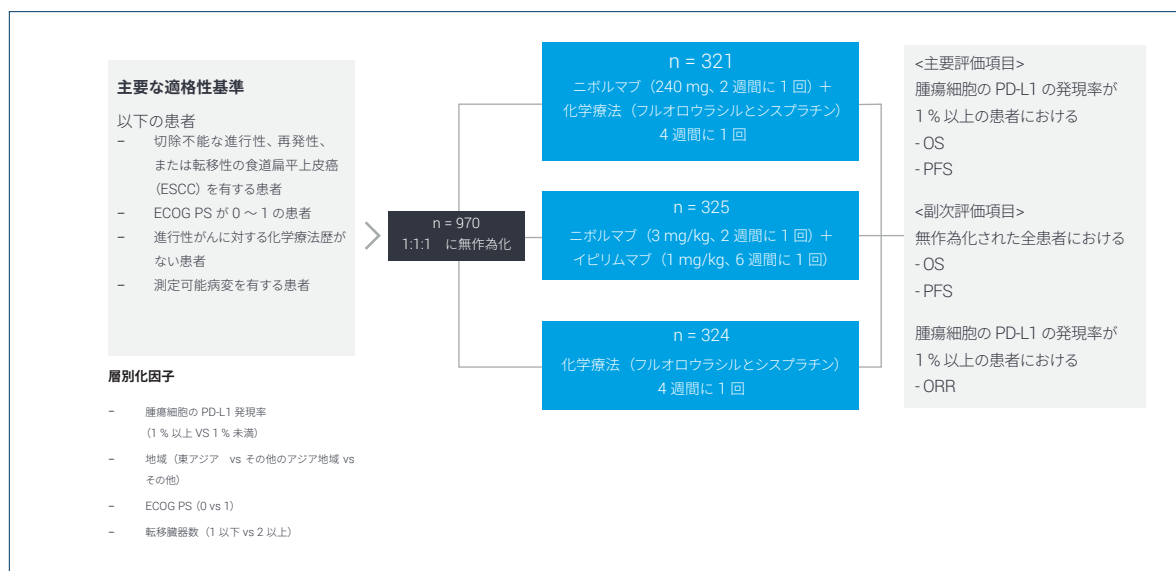 主要な適格性基準
以下の患者
– 切除不能な進行性、再発性、
または転移性の食道扁平上皮癌
（ESCC）を有する患者
– ECOG PS が 0 ～ 1 の患者
– 進行性がんに対する化学療法歴が
ない患者
– 測定可能病変を有する患者
層別化因子
– 腫瘍細胞の PD-L1 発現率
（1 % 以上 VS 1 % 未満）
– 地域（東アジア　vs その他のアジア地域 vs
その他）
– ECOG PS（0 vs 1）
– 転移臓器数（1 以下 vs 2 以上）
n = 970
1:1:1　に無作為化
n = 321
ニボルマブ（240 mg、2 週間に 1 回）＋
化学療法（フルオロウラシルとシスプラチン）
4 週間に 1 回
n = 325
ニボルマブ（3 mg/kg、2 週間に 1 回）＋
イピリムマブ（1 mg/kg、6 週間に 1 回）
n = 324
化学療法（フルオロウラシルとシスプラチン）
4 週間に 1 回
<主要評価項目>
腫瘍細胞の PD-L1 の発現率が
1 % 以上の患者における
- OS
- PFS
<副次評価項目>
無作為化された全患者における
- OS
- PFS
腫瘍細胞の PD-L1 の発現率が
1 % 以上の患者における
- ORR